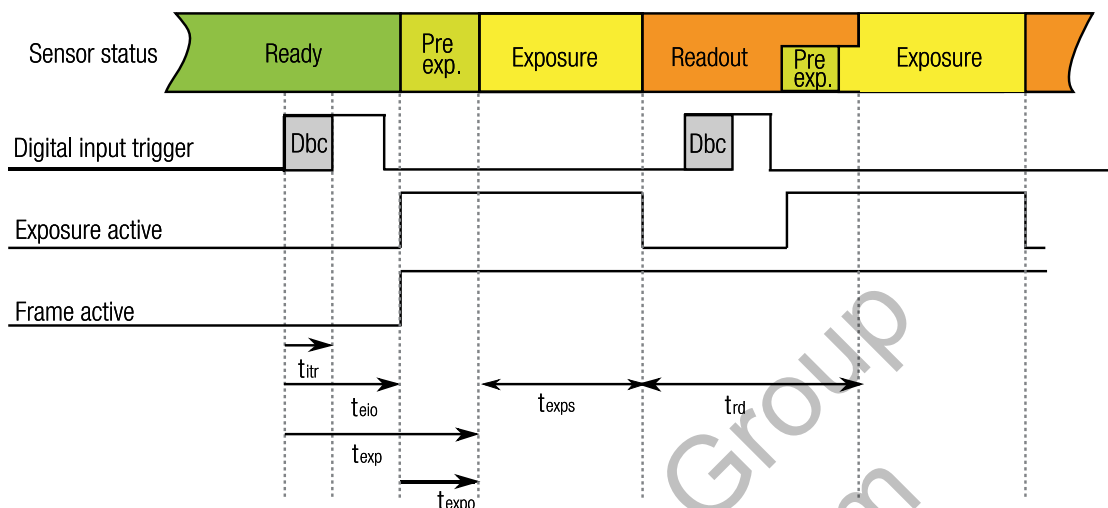 Sensor status
Ready
Pre
exp.
Exposure
Readout
Pre
exp.
Exposure
Digital input trigger
Dbc
Dbc
Exposure active
Frame active
titr
teio
texps
trd
texp
texpo
Group